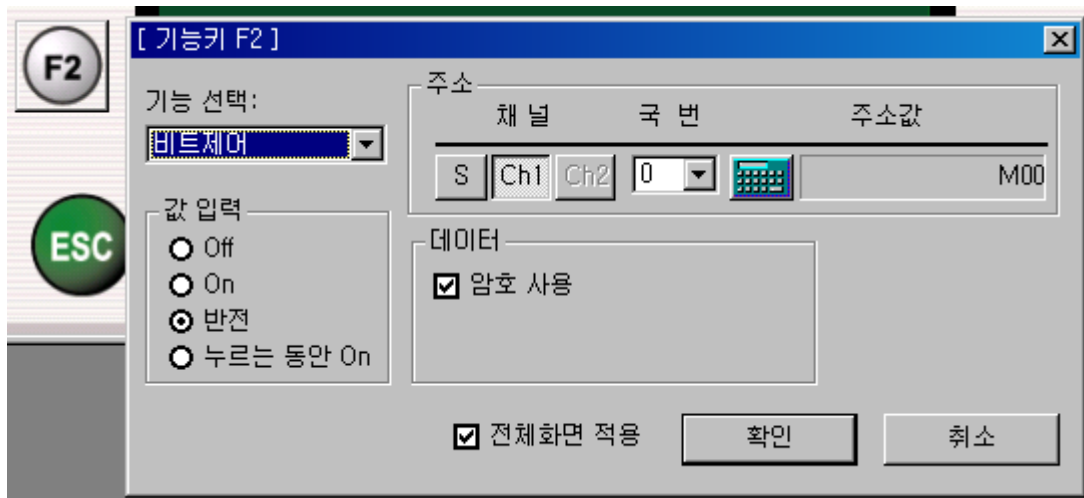 F2
[ 기능키 F2 ]
기능 선택:
비트제어
주소
채 널 국 번 주소값
S Ch1 Ch2 0 M00
값 입력
Off
On
반전
누르는 동안 On
ESC
데이터
암호 사용
전체화면 적용 확인 취소